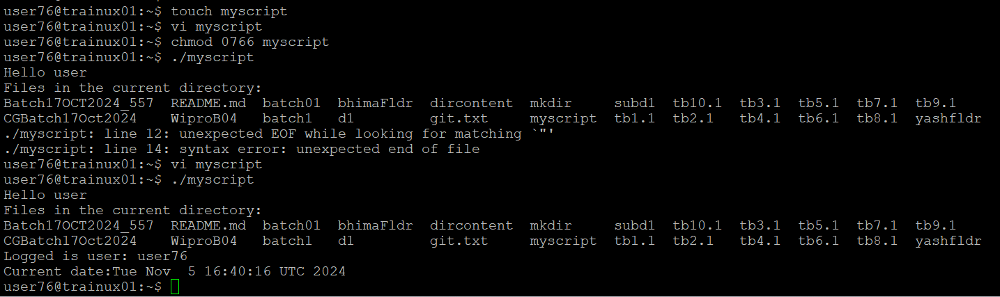 user76@trainux01:~$ touch myscript
user76@trainux01:~$ vi myscript
user76@trainux01:~$ chmod 0766 myscript
user76@trainux01:~$ ./myscript
Hello user
Files in the current directory:
Batch17OCT2024_557  README.md  batch01  bhimaFldr  dircontent  mkdir     subd1  tb10.1  tb3.1  tb5.1  tb7.1  tb9.1
CGBatch17Oct2024    WiproB04   batch1   d1         git.txt     myscript  tb1.1  tb2.1   tb4.1  tb6.1  tb8.1  yashfldr
./myscript: line 12: unexpected EOF while looking for matching `"'
./myscript: line 14: syntax error: unexpected end of file
user76@trainux01:~$ vi myscript
user76@trainux01:~$ ./myscript
Hello user
Files in the current directory:
Batch17OCT2024_557  README.md  batch01  bhimaFldr  dircontent  mkdir     subd1  tb10.1  tb3.1  tb5.1  tb7.1  tb9.1
CGBatch17Oct2024    WiproB04   batch1   d1         git.txt     myscript  tb1.1  tb2.1   tb4.1  tb6.1  tb8.1  yashfldr
Logged is user: user76
Current date:Tue Nov  5 16:40:16 UTC 2024
user76@trainux01:~$